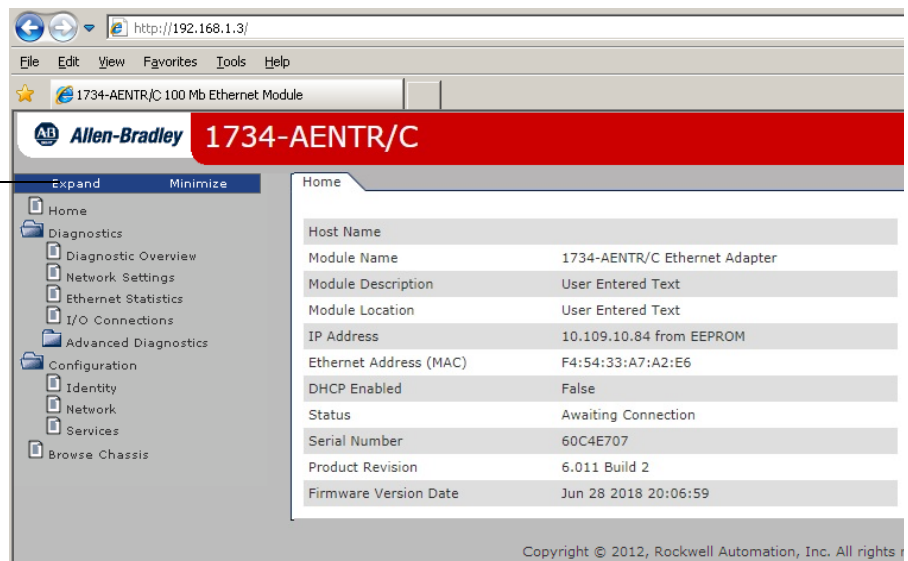 http://192.168.1.3/
File Edit View Favorites Tools Help
1734-AENTR/C 100 Mb Ethernet Module
AB Allen-Bradley 1734-AENTR/C
Expand Minimize
Home
Diagnostics
Diagnostic Overview
Network Settings
Ethernet Statistics
I/O Connections
Advanced Diagnostics
Configuration
Identity
Network
Services
Browse Chassis
Home
Host Name
Module Name 1734-AENTR/C Ethernet Adapter
Module Description User Entered Text
Module Location User Entered Text
IP Address 10.109.10.84 from EEPROM
Ethernet Address (MAC) F4:54:33:A7:A2:E6
DHCP Enabled False
Status Awaiting Connection
Serial Number 60C4E707
Product Revision 6.011 Build 2
Firmware Version Date Jun 28 2018 20:06:59
Copyright © 2012, Rockwell Automation, Inc. All rights